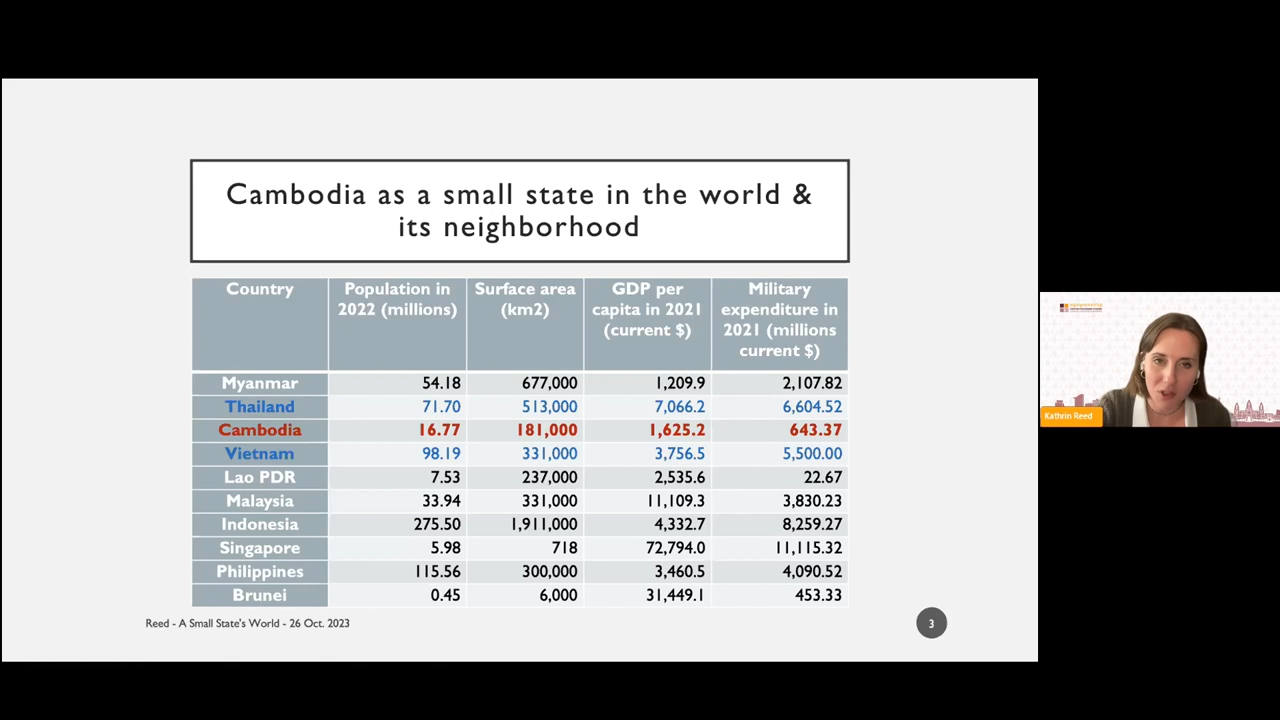 Cambodia as a small state in the world &
its neighborhood
Country Population in 2022 (millions) Surface area (km2) GDP per capita in 2021 (current $) Military expenditure in 2021 (millions current $)
Myanmar 54.18 677,000 1,209.9 2,107.82
Thailand 71.70 513,000 7,066.2 6,604.52
Cambodia 16.77 181,000 1,625.2 643.37
Vietnam 98.19 331,000 3,756.5 5,500.00
Lao PDR 7.53 237,000 2,535.6 22.67
Malaysia 33.94 331,000 11,109.3 3,830.23
Indonesia 275.50 1,911,000 4,332.7 8,259.27
Singapore 5.98 718 72,794.0 11,115.32
Philippines 115.56 300,000 3,460.5 4,090.52
Brunei 0.45 6,000 31,449.1 453.33
Reed - A Small State's World - 26 Oct. 2023
3
Kathrin Reed